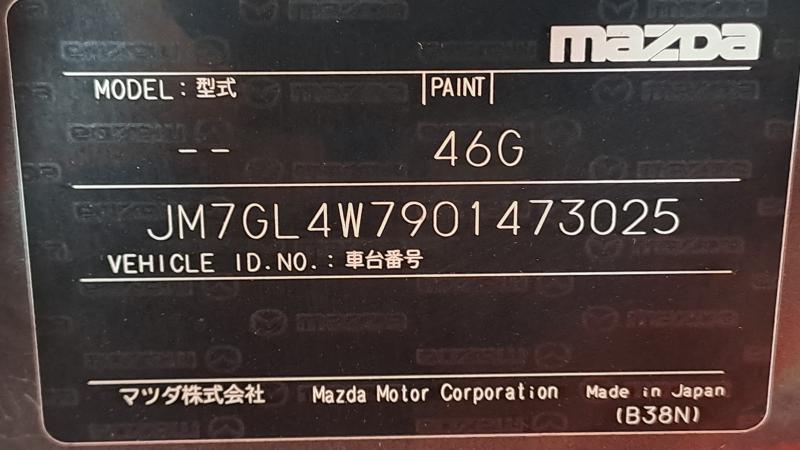 mazDa
MODEL：型式 |PAINT|
-- 46G
JM7GL4W7901473025
VEHICLE ID.NO.：車台番号
マツダ株式会社 Mazda Motor Corporation Made in Japan
(B38N)